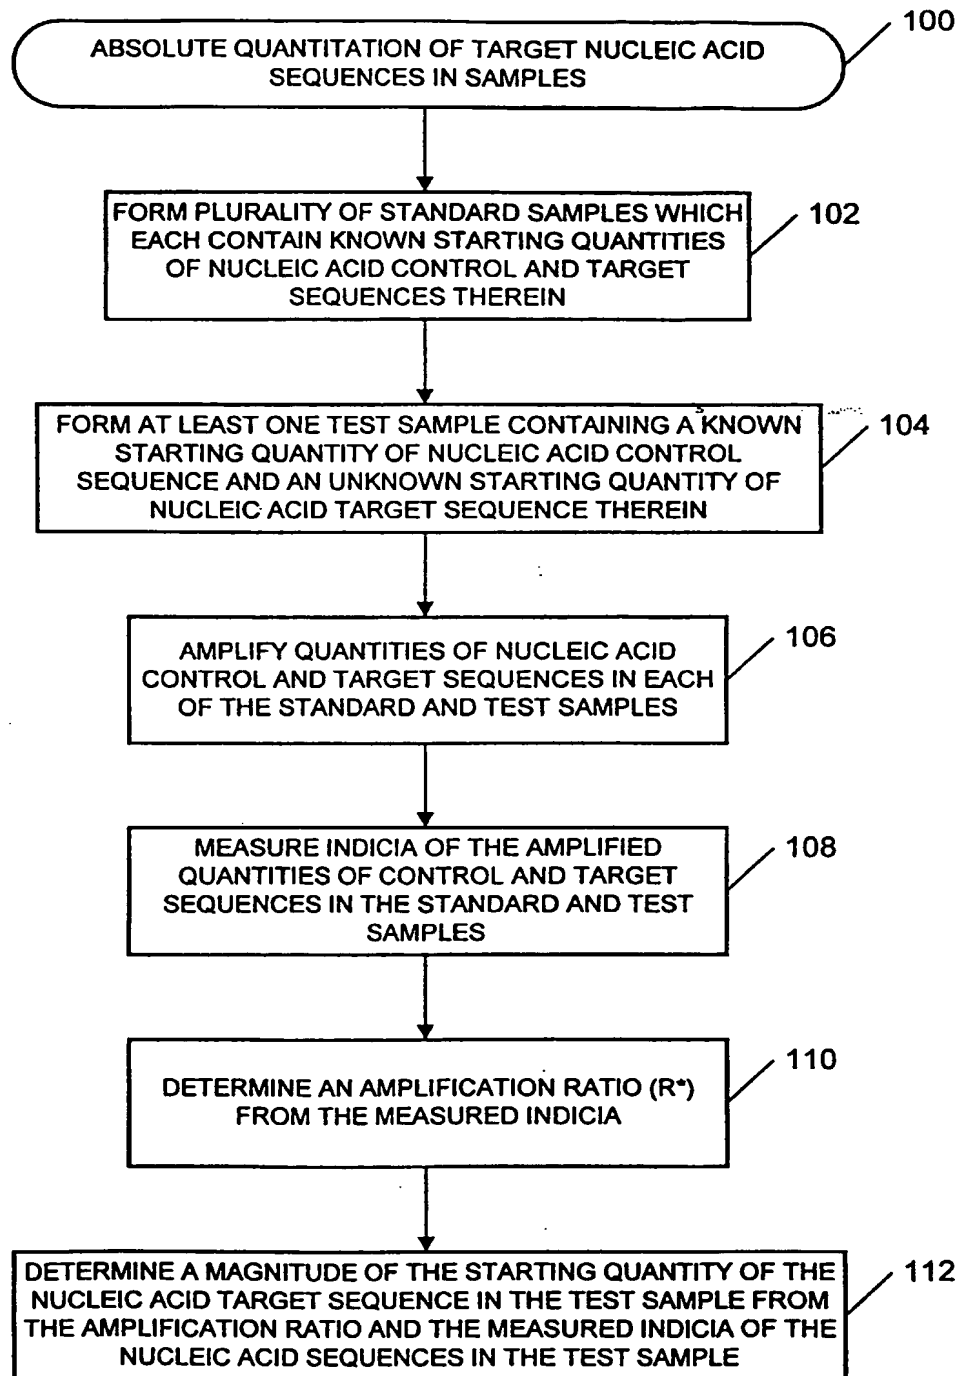 100
ABSOLUTE QUANTITATION OF TARGET NUCLEIC ACID
SEQUENCES IN SAMPLES
102
FORM PLURALITY OF STANDARD SAMPLES WHICH
EACH CONTAIN KNOWN STARTING QUANTITIES
OF NUCLEIC ACID CONTROL AND TARGET
SEQUENCES THEREIN
104
FORM AT LEAST ONE TEST SAMPLE CONTAINING A KNOWN
STARTING QUANTITY OF NUCLEIC ACID CONTROL
SEQUENCE AND AN UNKNOWN STARTING QUANTITY OF
NUCLEIC ACID TARGET SEQUENCE THEREIN
106
AMPLIFY QUANTITIES OF NUCLEIC ACID
CONTROL AND TARGET SEQUENCES IN EACH
OF THE STANDARD AND TEST SAMPLES
108
MEASURE INDICIA OF THE AMPLIFIED
QUANTITIES OF CONTROL AND TARGET
SEQUENCES IN THE STANDARD AND TEST
SAMPLES
110
DETERMINE AN AMPLIFICATION RATIO (R*)
FROM THE MEASURED INDICIA
112
DETERMINE A MAGNITUDE OF THE STARTING QUANTITY OF THE
NUCLEIC ACID TARGET SEQUENCE IN THE TEST SAMPLE FROM
THE AMPLIFICATION RATIO AND THE MEASURED INDICIA OF THE
NUCLEIC ACID SEQUENCES IN THE TEST SAMPLE